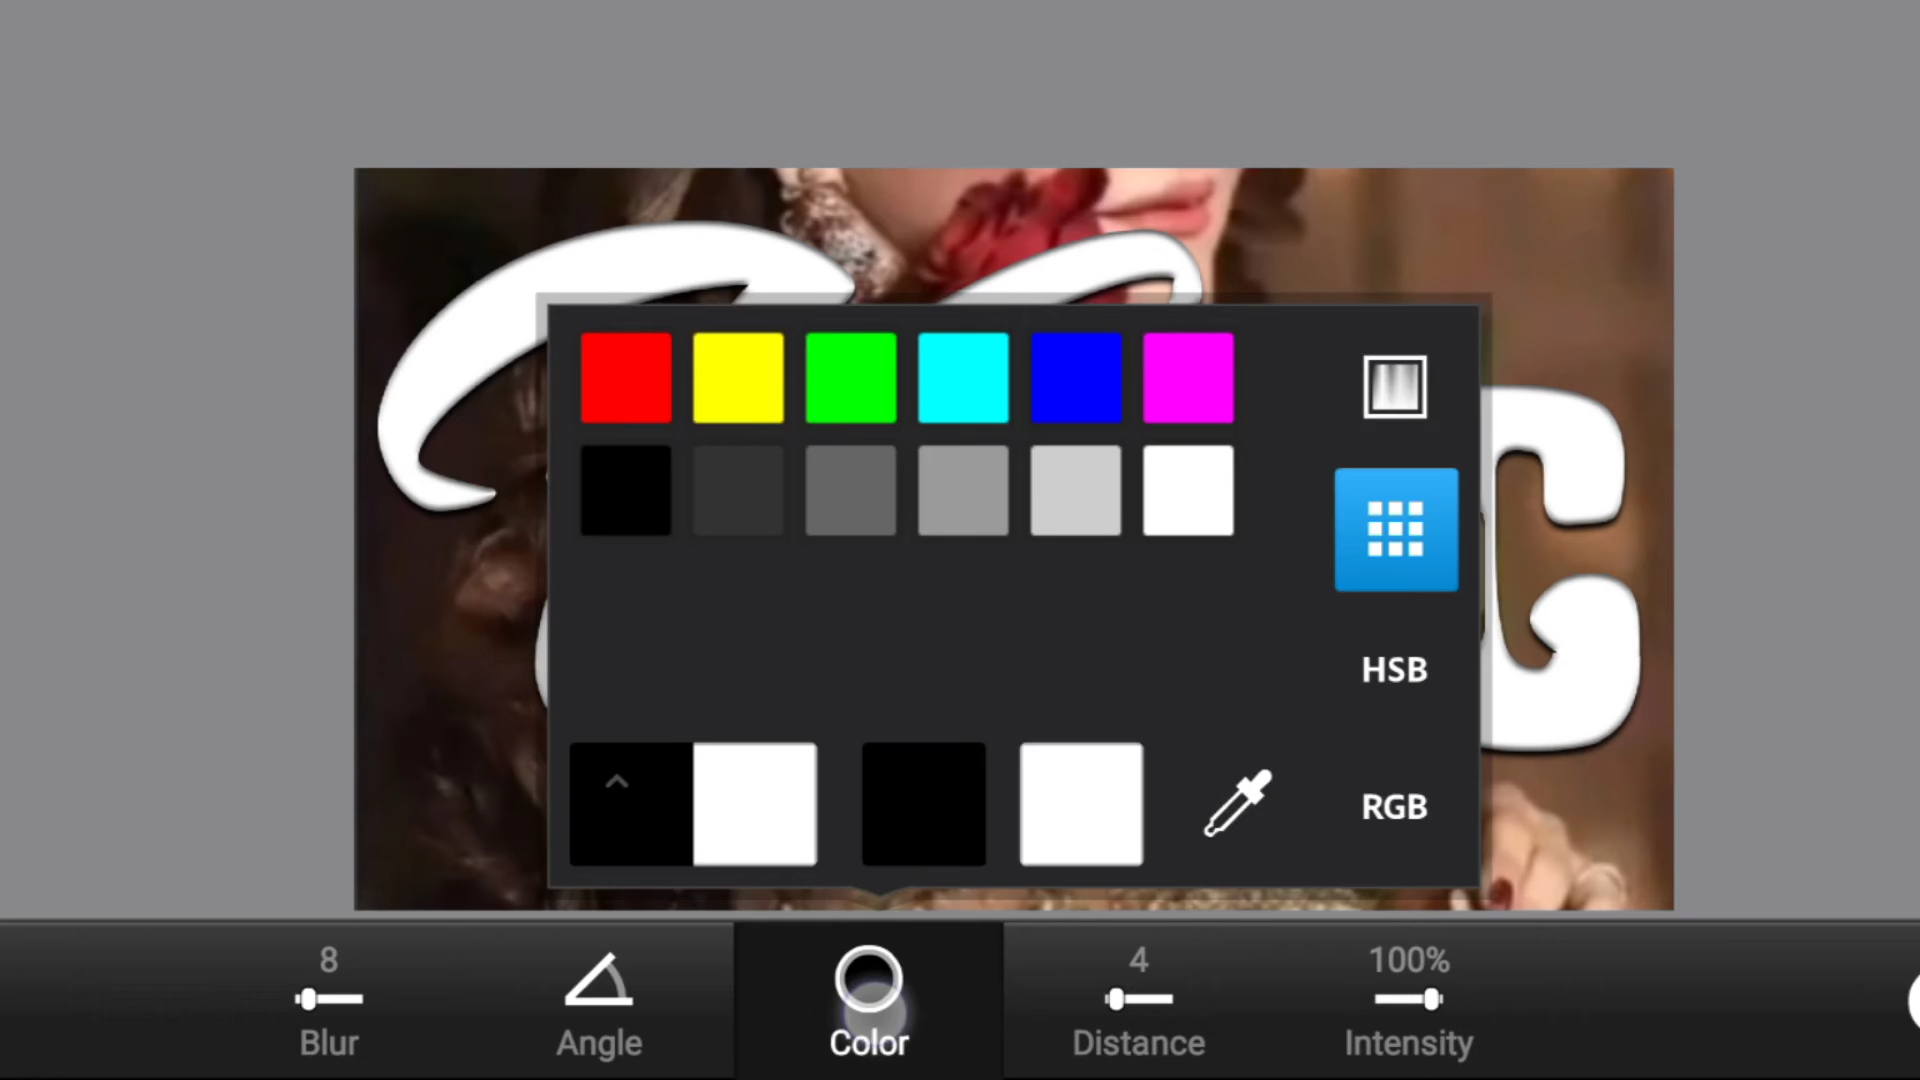 G
HSB
RGB
8
Blur
Angle
Color
4
Distance
100%
Intensity